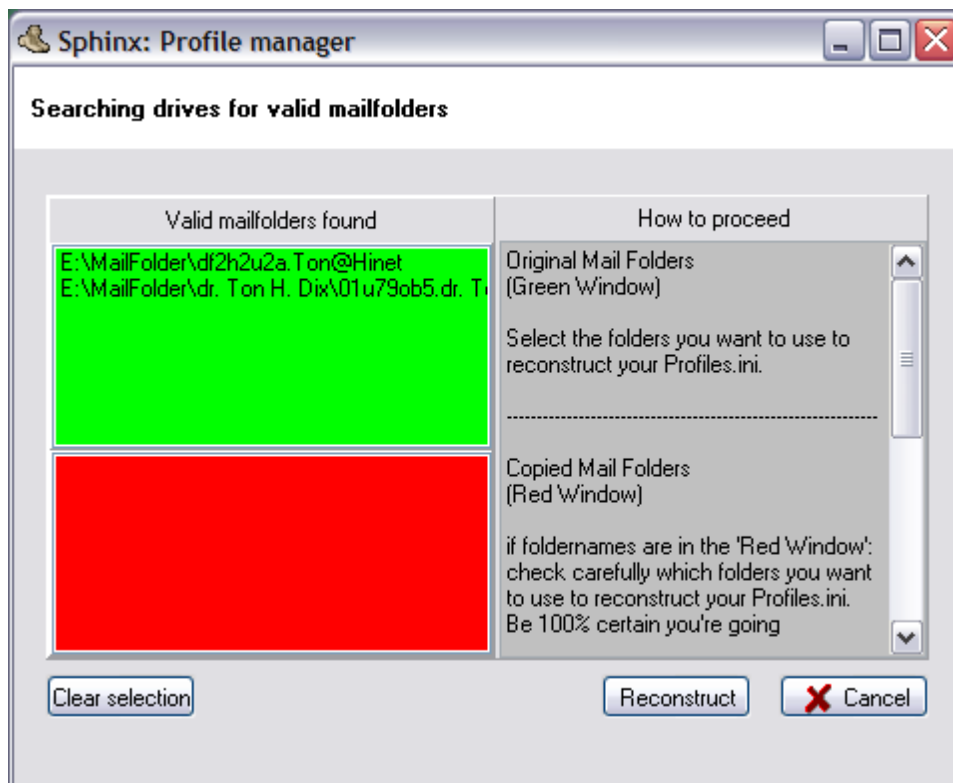 Sphinx: Profile manager
Searching drives for valid mailfolders
Valid mailfolders found
E:\MailFolder\df2h2u2a.Ton@Hinet
E:\MailFolder\dr. Ton H. Dix\01u79ob5.dr. T
How to proceed
Original Mail Folders
(Green Window)
Select the folders you want to use to
reconstruct your Profiles.ini.
--------------------------------------------------------------
Copied Mail Folders
(Red Window)
if foldernames are in the 'Red Window':
check carefully which folders you want
to use to reconstruct your Profiles.ini.
Be 100% certain you're going
Clear selection
Reconstruct
Cancel